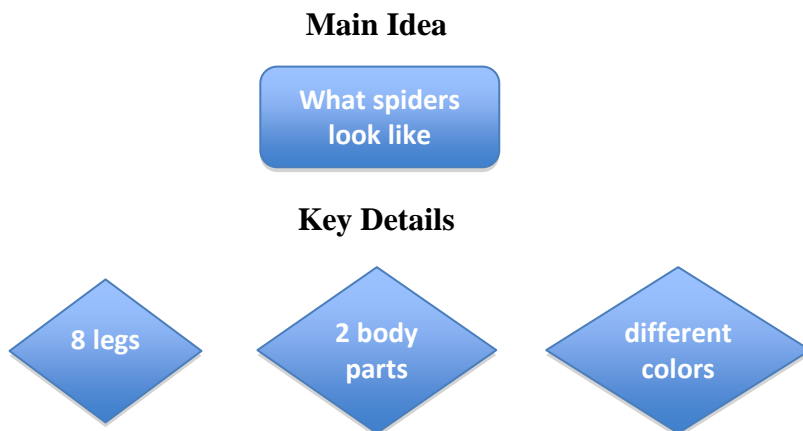 Main Idea
What spiders
look like
Key Details
8 legs
2 body
parts
different
colors